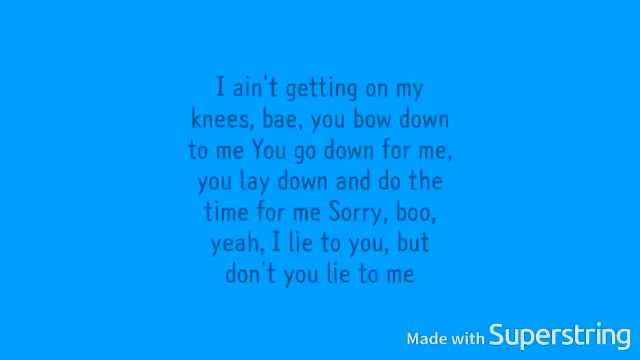 I ain't getting on my
knees, bae, you bow down
to me You go down for me,
you lay down and do the
time for me Sorry, boo,
yeah, I lie to you, but
don't you lie to me
Made with Superstring